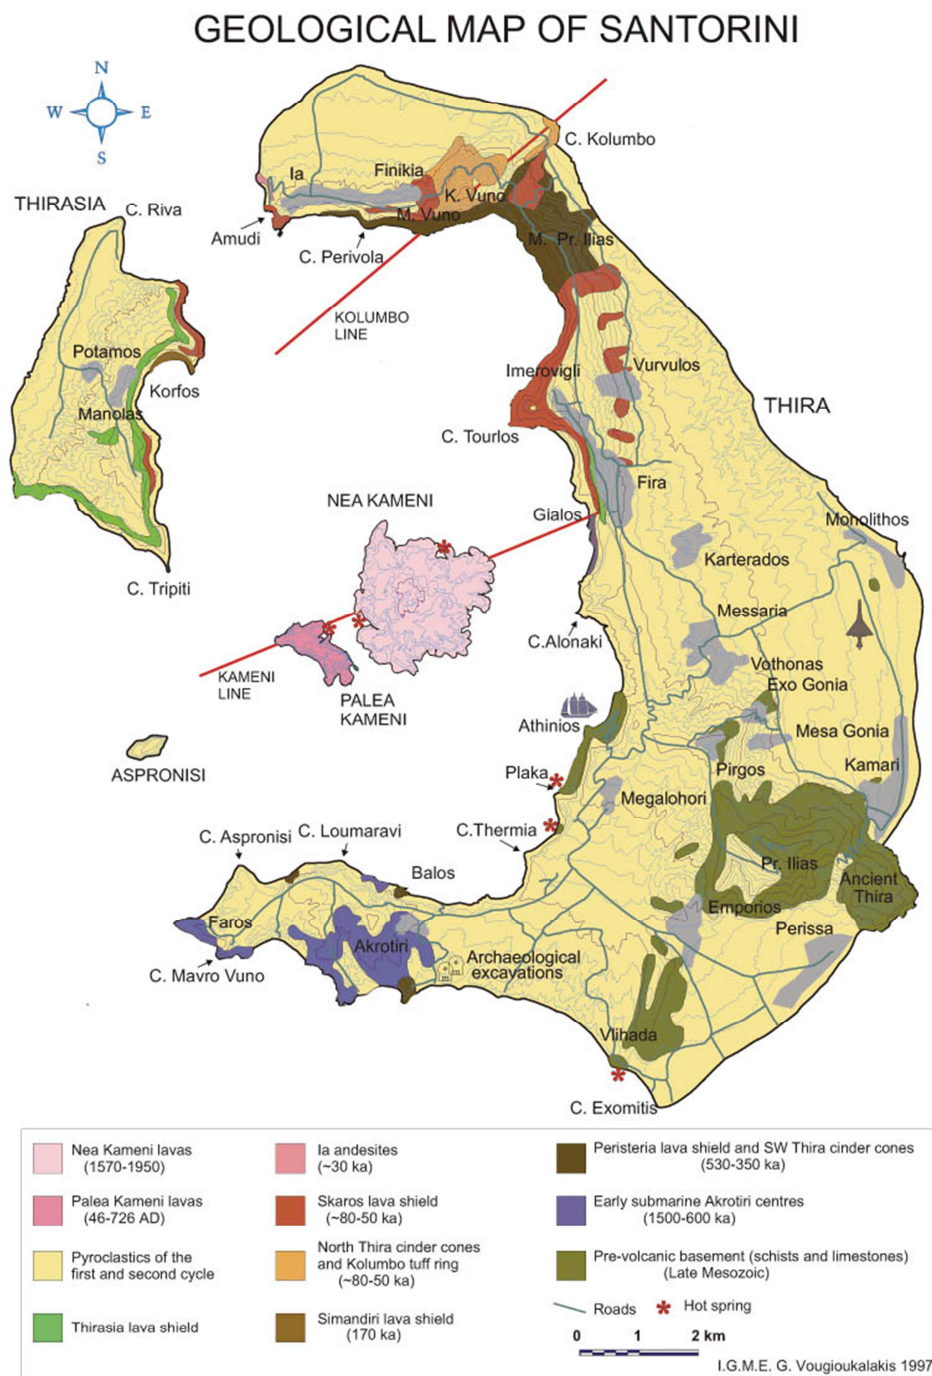 GEOLOGICAL MAP OF SANTORINI
N
W
E
S
C. Kolumbo
Ia
Finikia
K. Vuno
M. Vuno
THIRASIA
C. Riva
Amudi
C. Perivola
M. Pr. Ilias
KOLUMBO
LINE
Potamos
Korfos
Manolas
Imerovigli
Vurvulos
THIRA
C. Tourlos
Fira
NEA KAMENI
Gialos
Monolithos
Karterados
C. Tripiti
Messaria
C.Alonaki
Vothonas
KAMENI
LINE
Exo Gonia
PALEA
KAMENI
Athinios
Mesa Gonia
ASPRONISI
Plaka
Pirgos
Kamari
Megalohori
C. Aspronisi
C. Loumaravi
C.Thermia
Pr. Ilias
Balos
Ancient
Thira
Emporios
Faros
Perissa
Akrotiri
Archaeological
excavations
C. Mavro Vuno
Vlihada
C. Exomitis
Nea Kameni lavas
(1570-1950)
Palea Kameni lavas
(46-726 AD)
Pyroclastics of the
first and second cycle
Thirasia lava shield
Ia andesites
(~30 ka)
Skaros lava shield
(~80-50 ka)
North Thira cinder cones
and Kolumbo tuff ring
(~80-50 ka)
Simandiri lava shield
(170 ka)
Peristeria lava shield and SW Thira cinder cones
(530-350 ka)
Early submarine Akrotiri centres
(1500-600 ka)
Pre-volcanic basement (schists and limestones)
(Late Mesozoic)
Roads
Hot spring
0 1 2 km
I.G.M.E. G. Vougioukalakis 1997